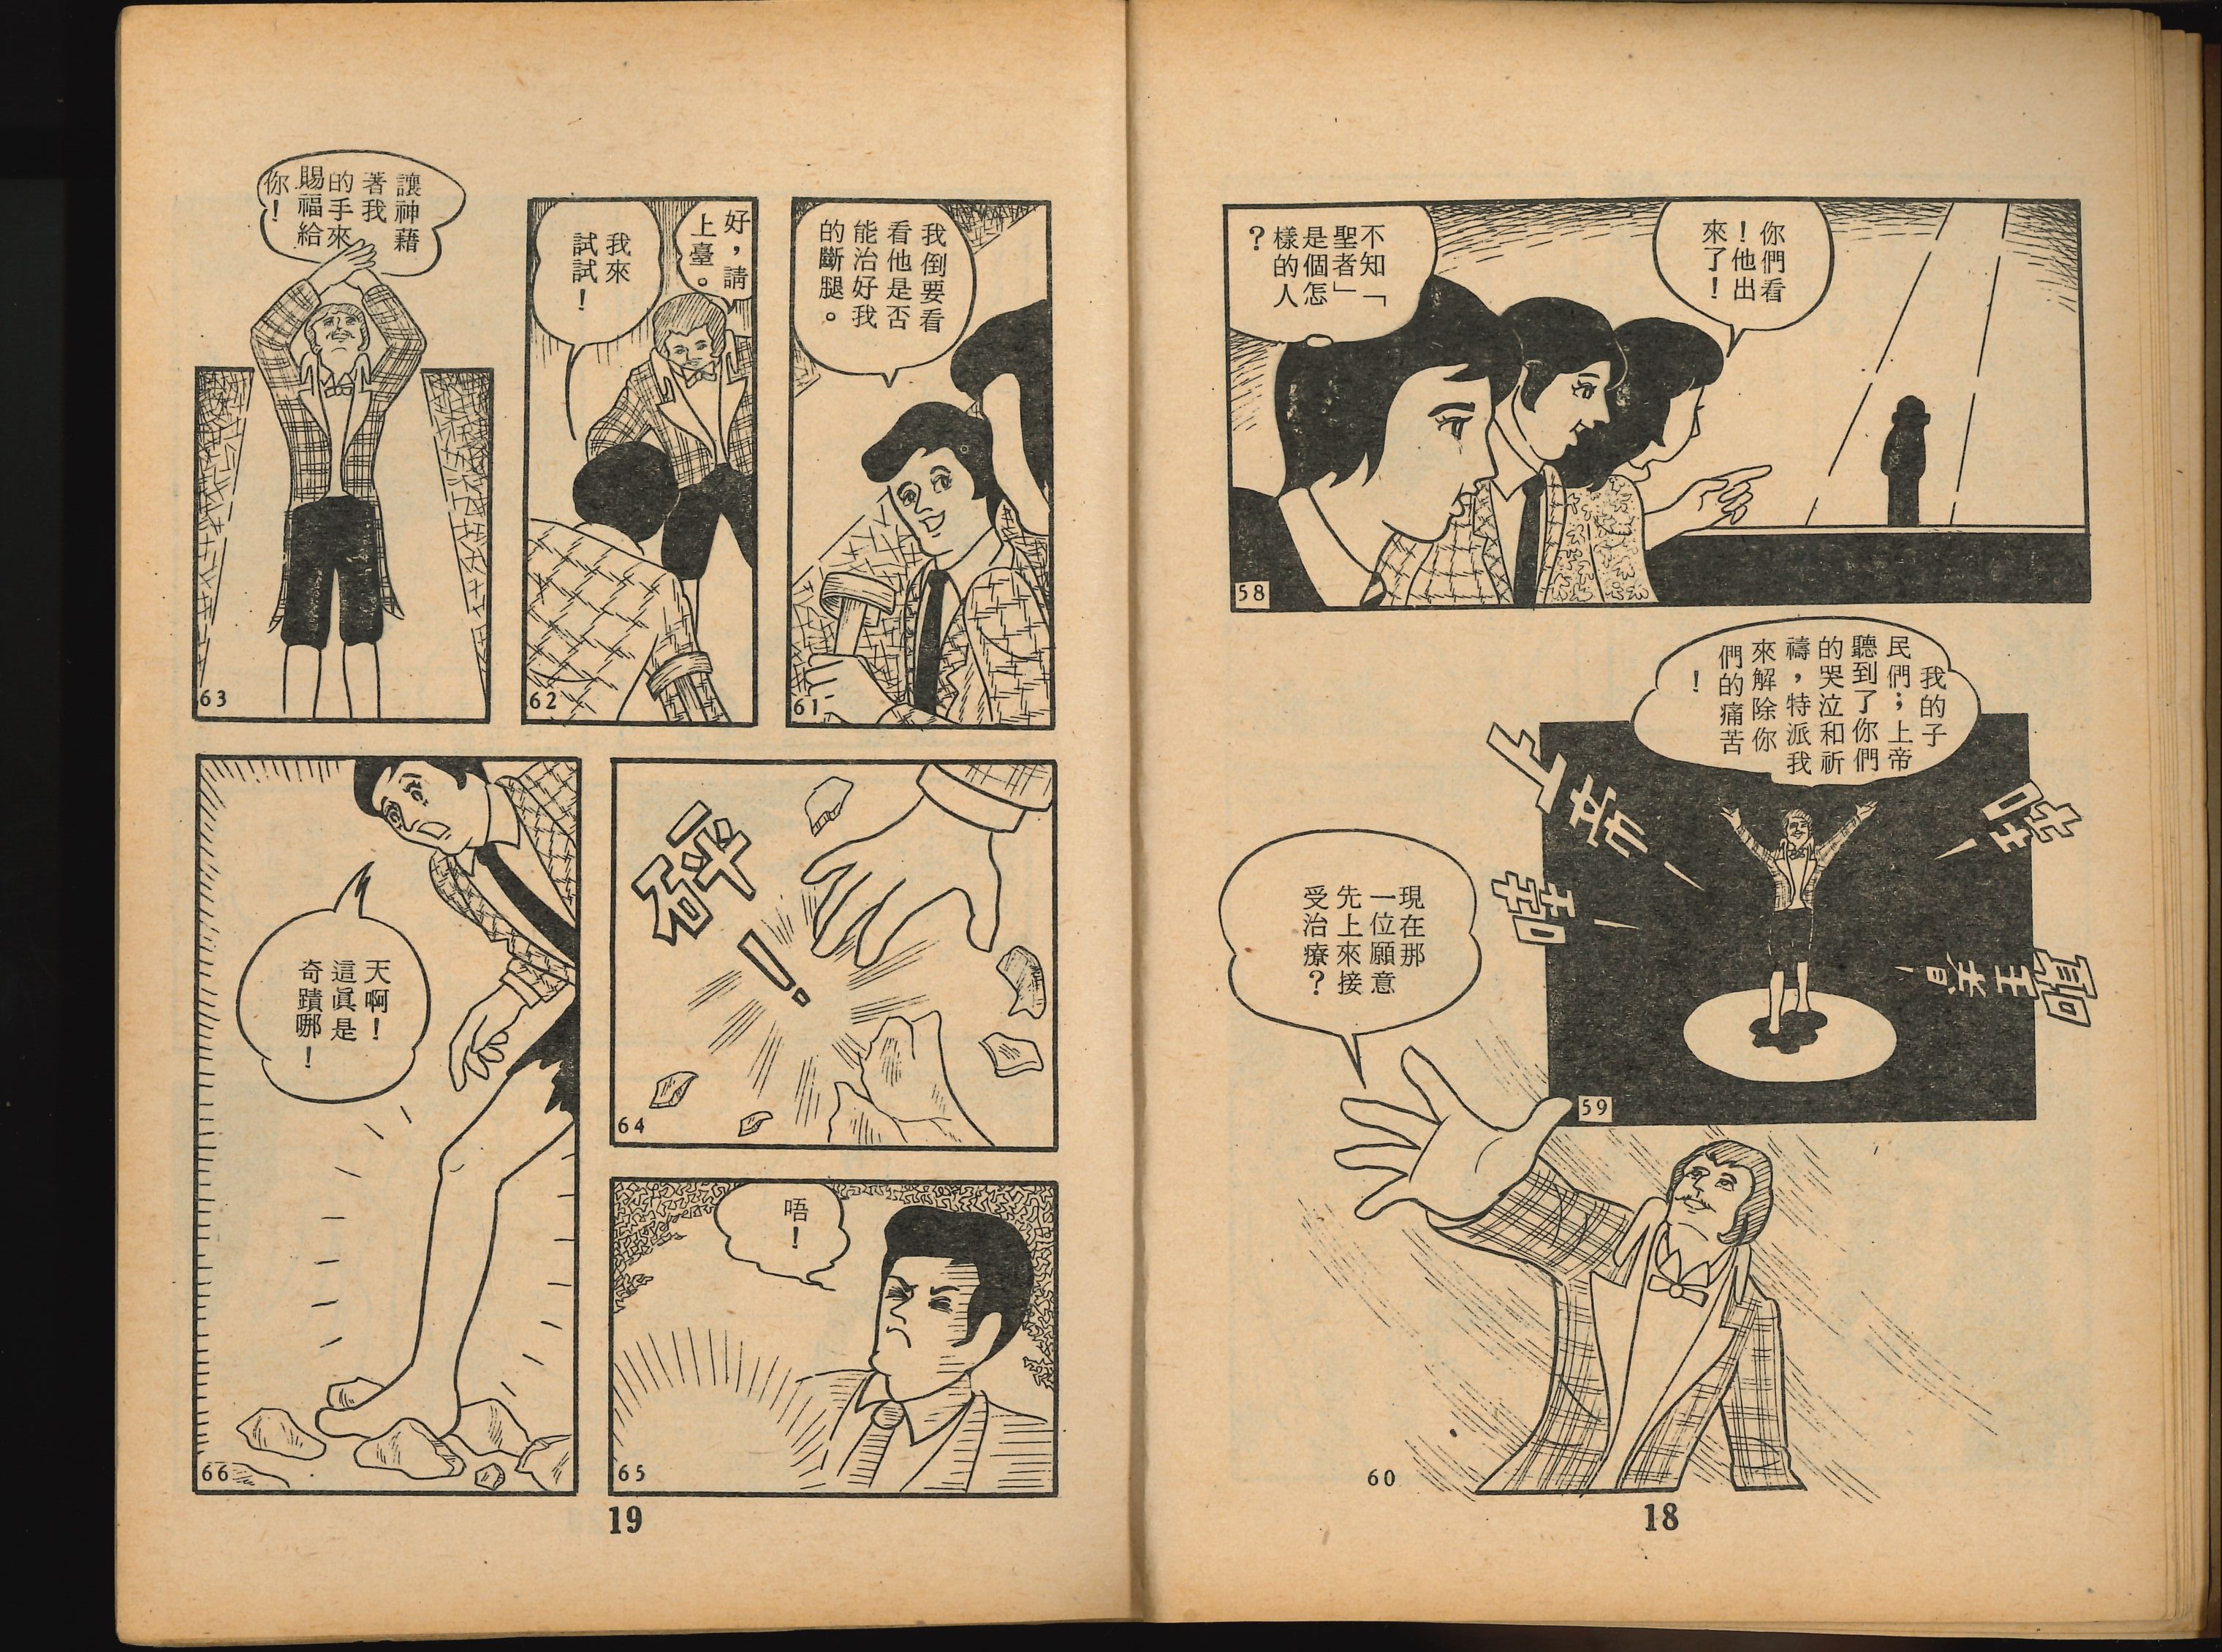 你們看
！他出
來了！
不知「
聖者」
是個怎
樣的人
？
58
我的子
民們；上帝
聽到了你們
的哭泣和祈
禱，特派我
來解除你
們的痛苦
！
哇！
聖者！
上帝！
59
現在那
一位願意
先上來接
受治療？
60
18
我倒要看
看他是否
能治好我
的斷腿。
61
好，請
上臺。
我來
試試！
62
讓神藉
著我
的手來
賜福給
你！
63
砰！
64
唔！
65
天啊！
這眞是
奇蹟哪！
66
19